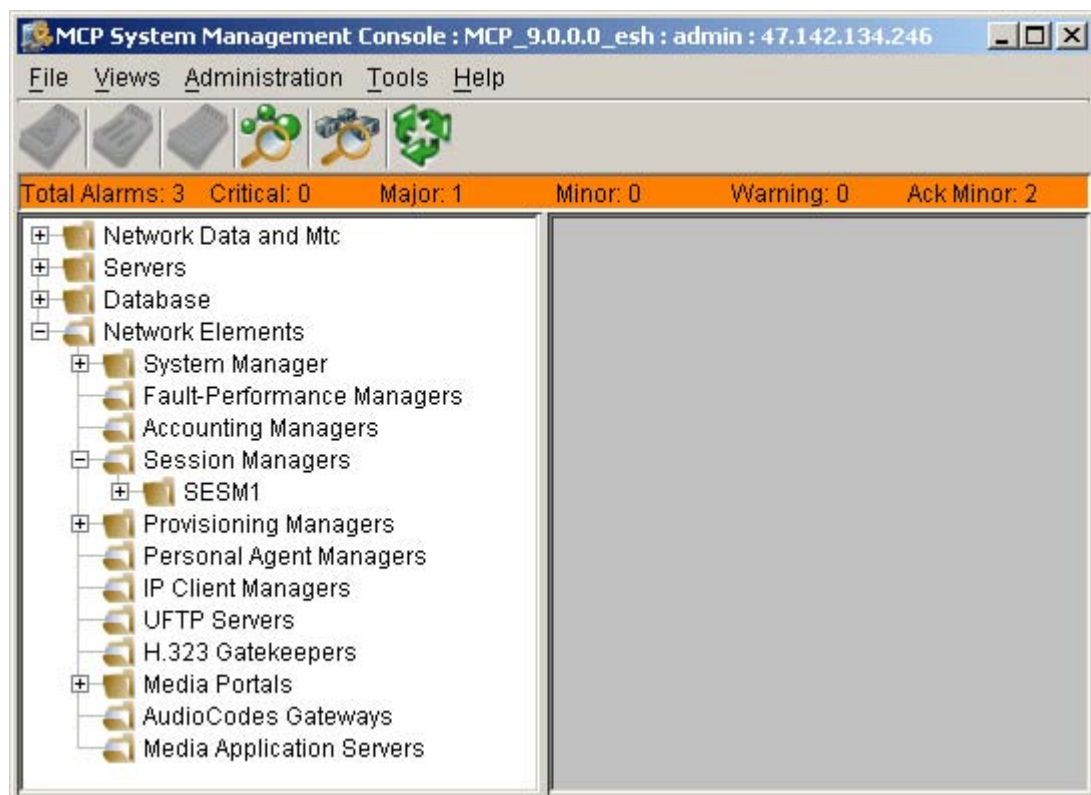 MCP System Management Console : MCP_9.0.0.0_esh : admin : 47.142.134.246
File Views Administration Tools Help
Total Alarms: 3 Critical: 0 Major: 1 Minor: 0 Warning: 0 Ack Minor: 2
Network Data and Mtc
Servers
Database
Network Elements
System Manager
Fault-Performance Managers
Accounting Managers
Session Managers
SESM1
Provisioning Managers
Personal Agent Managers
IP Client Managers
UFTP Servers
H.323 Gatekeepers
Media Portals
AudioCodes Gateways
Media Application Servers